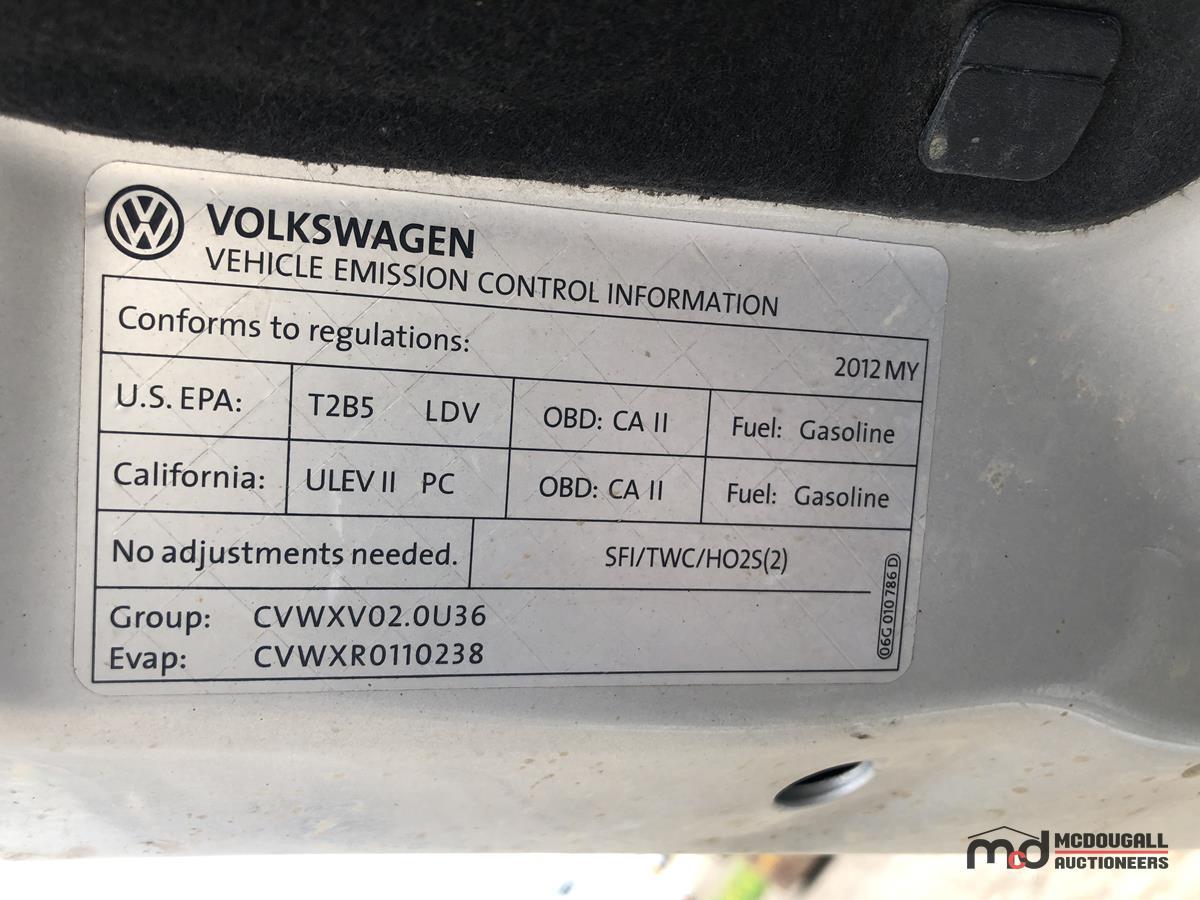 VOLKSWAGEN
VEHICLE EMISSION CONTROL INFORMATION
Conforms to regulations: 2012 MY
U.S. EPA: T2B5 LDV OBD: CA II Fuel: Gasoline
California: ULEV II PC OBD: CA II Fuel: Gasoline
No adjustments needed. SFI/TWC/HO2S(2)
Group: CVWXV02.0U36
Evap: CVWXR0110238
06G 010 786 D
mcd MCDOUGALL
AUCTIONEERS